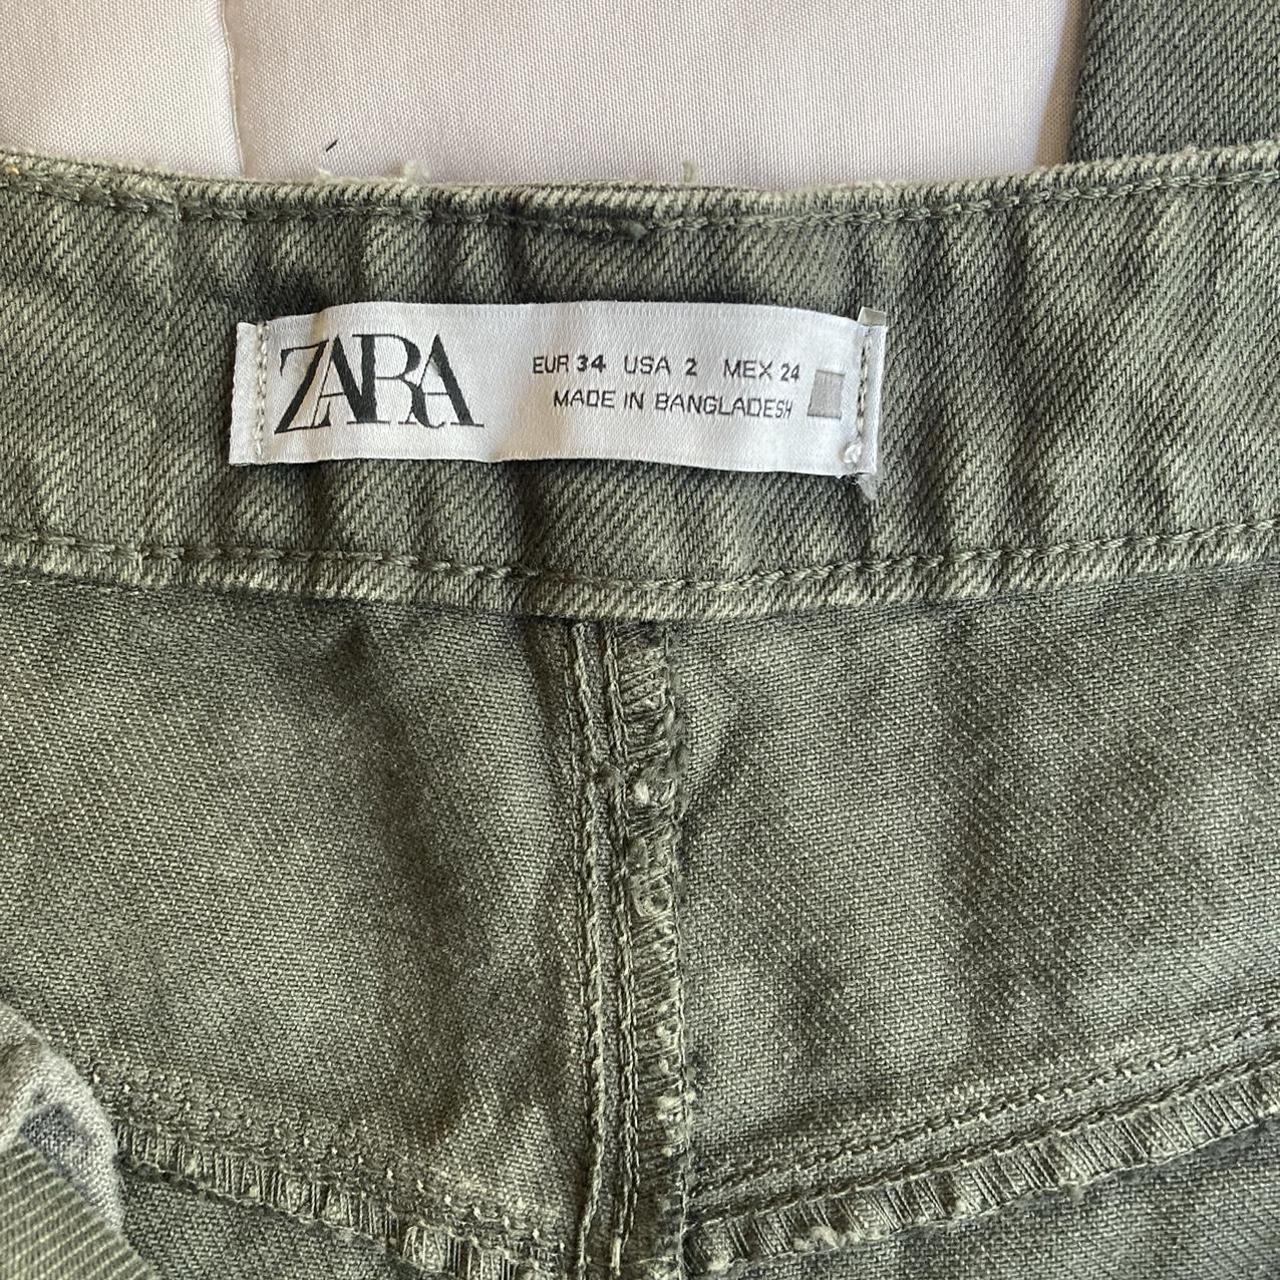 ZARA
EUR 34 USA 2 MEX 24
MADE IN BANGLADESH